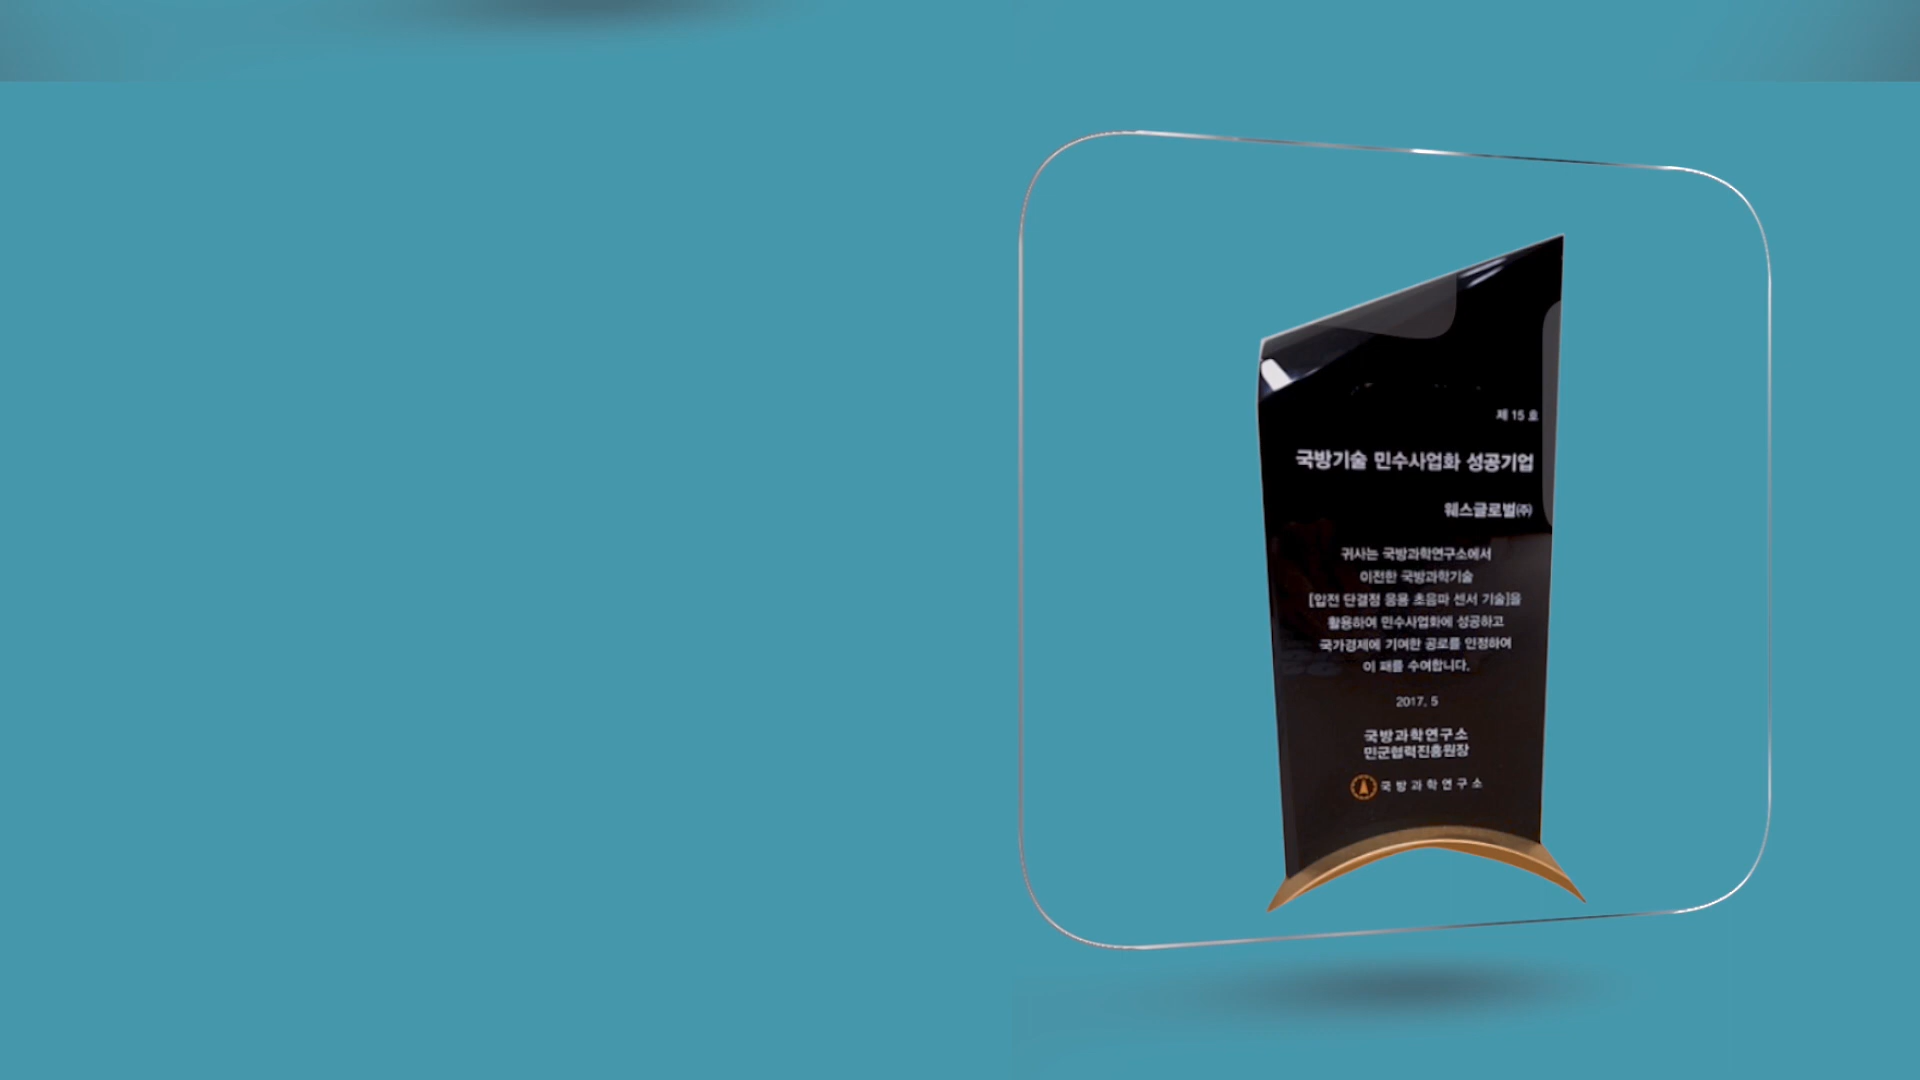 제 15 호
국방기술 민수사업화 성공기업
웨스글로벌㈜
귀사는 국방과학연구소에서
이전한 국방과학기술
[압전 단결정 응용 초음파 센서 기술]을
활용하여 민수사업화에 성공하고
국가경제에 기여한 공로를 인정하여
이 패를 수여합니다.
2017. 5
국방과학연구소
민군협력진흥원장
국방과학연구소